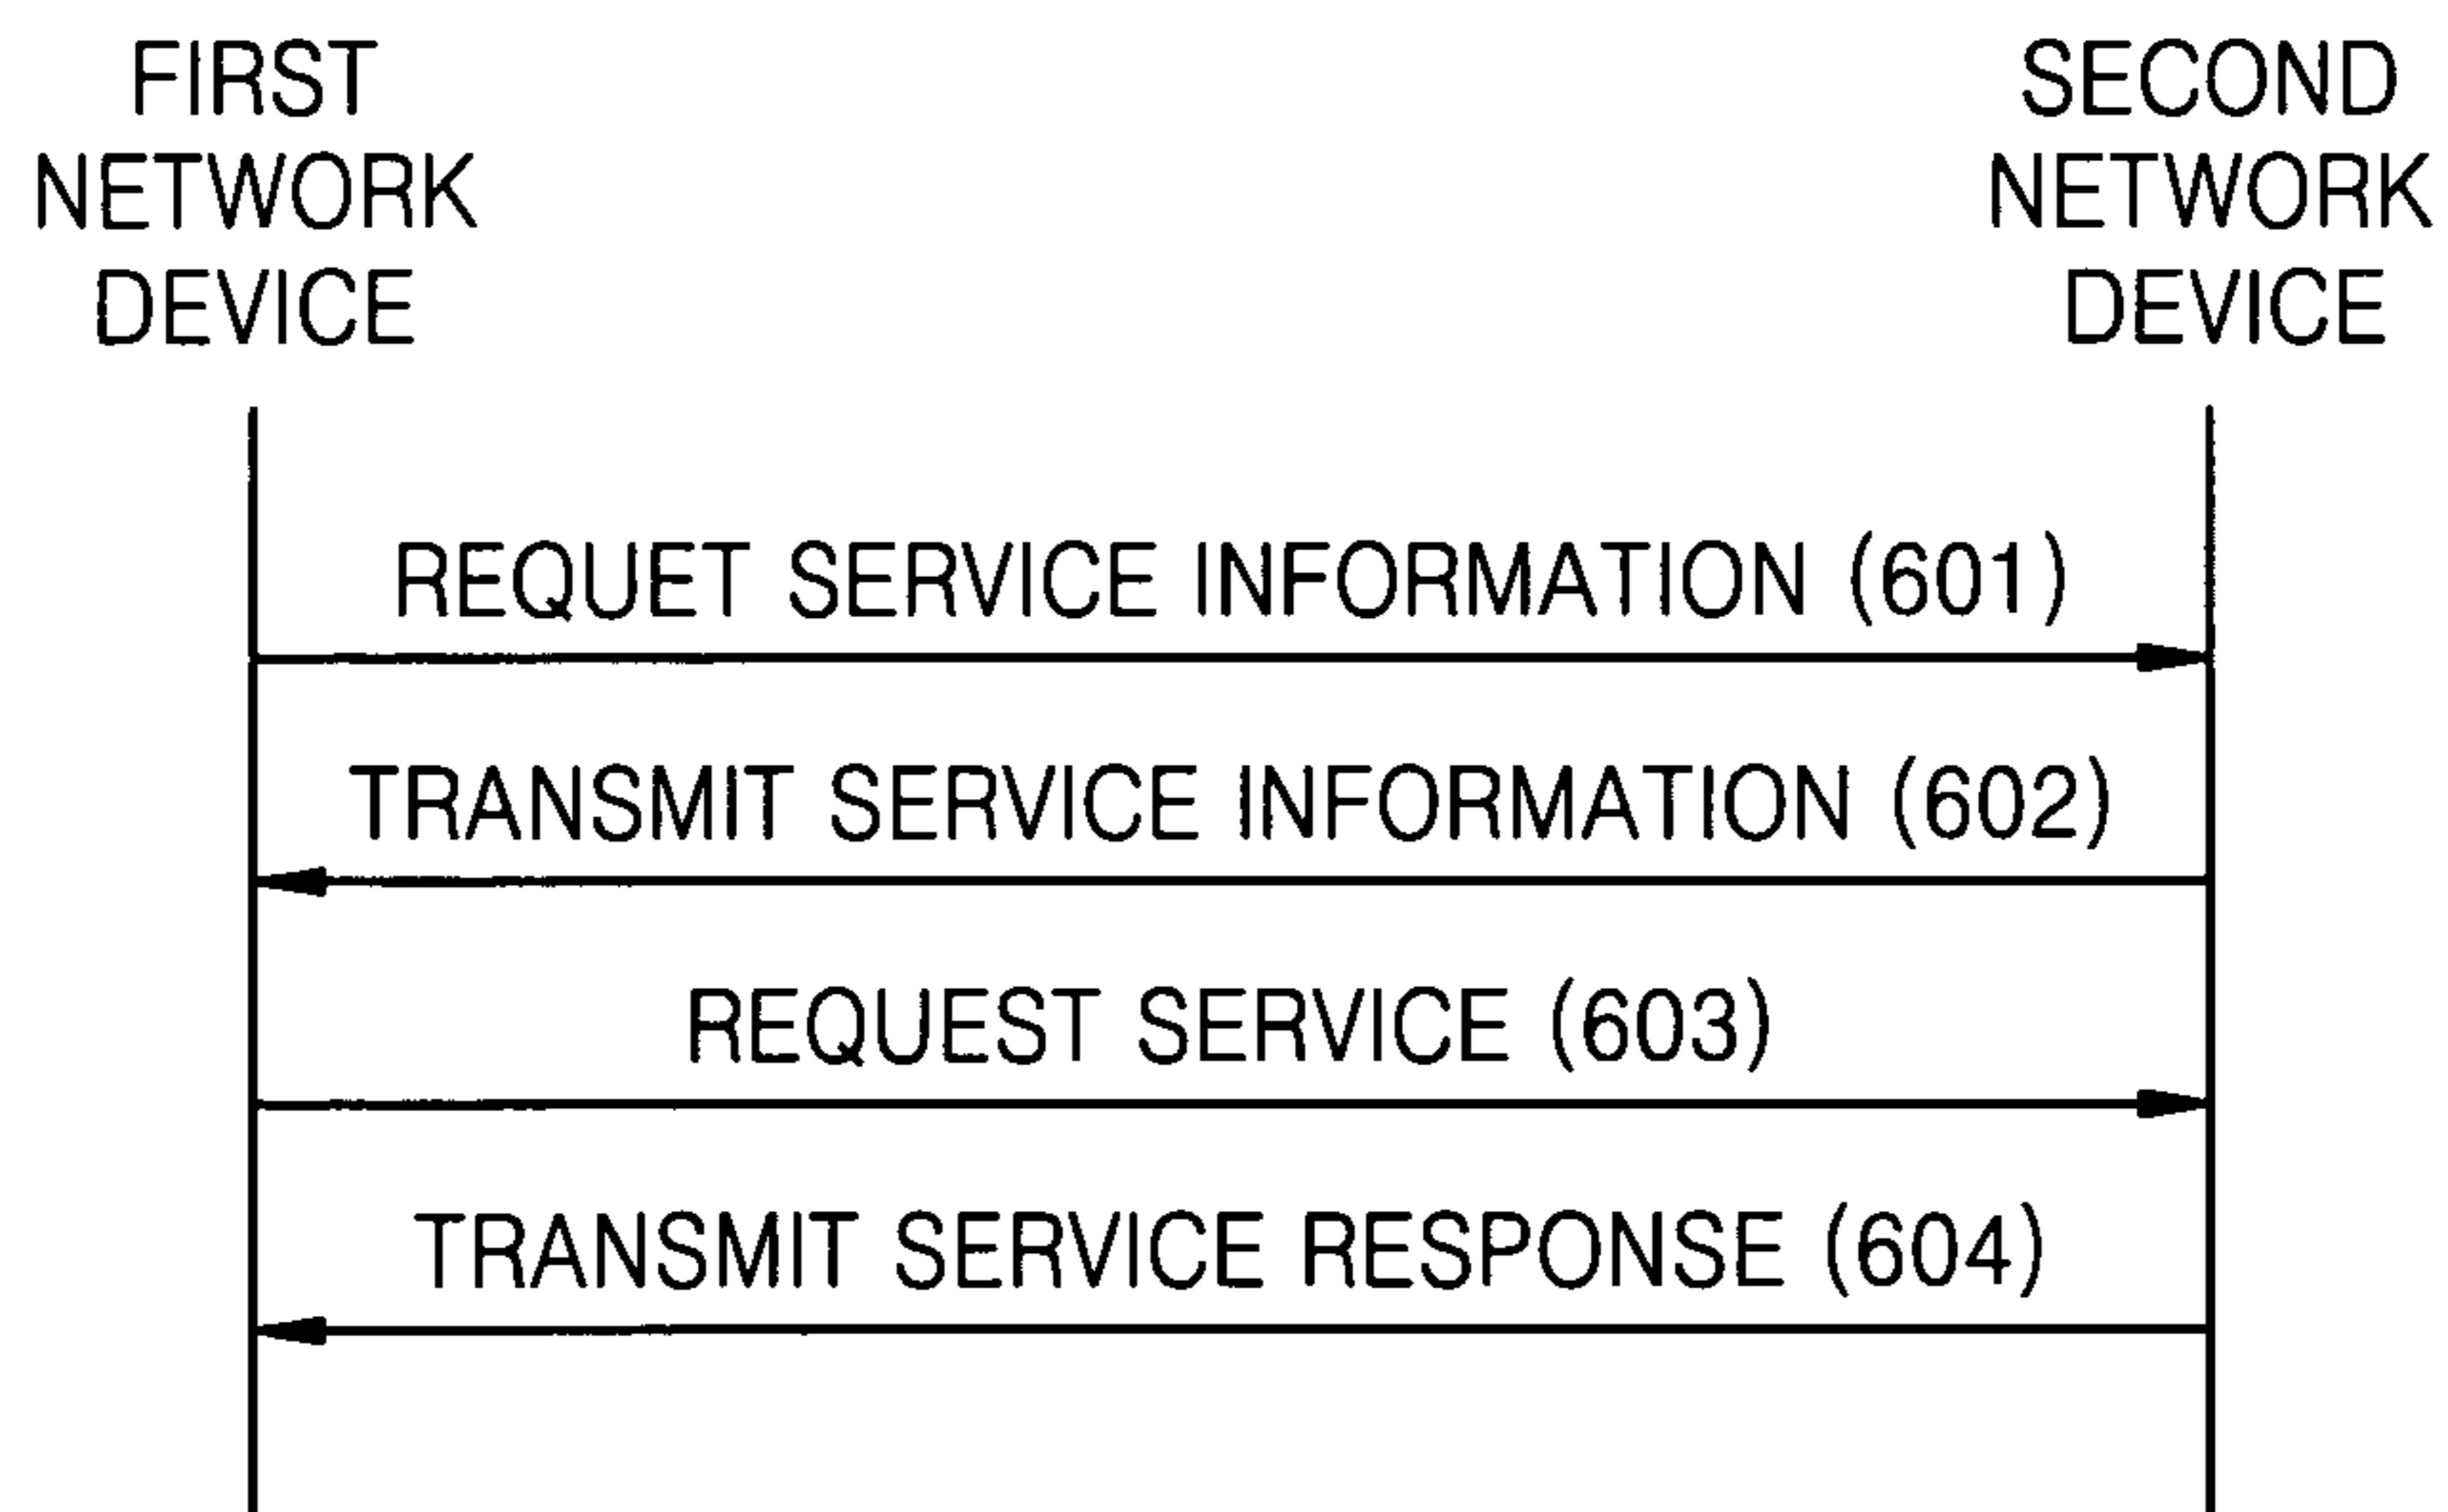 FIRST
NETWORK
DEVICE
SECOND
NETWORK
DEVICE
REQUET SERVICE INFORMATION (601)
TRANSMIT SERVICE INFORMATION (602)
REQUEST SERVICE (603)
TRANSMIT SERVICE RESPONSE (604)